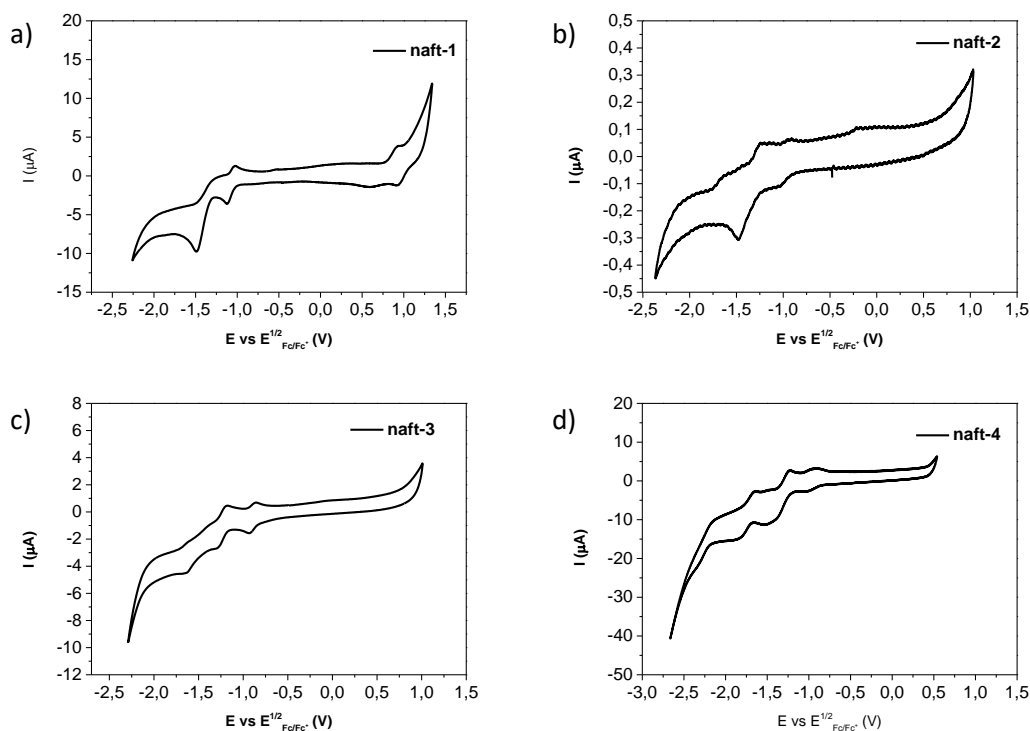 a)
naft-1
20
15
10
5
0
-5
-10
-15
I (μA)
-2,5 -2,0 -1,5 -1,0 -0,5 0,0 0,5 1,0 1,5
E vs E1/2Fc/Fc+ (V)
b)
naft-2
0,5
0,4
0,3
0,2
0,1
0,0
-0,1
-0,2
-0,3
-0,4
-0,5
I (μA)
-2,5 -2,0 -1,5 -1,0 -0,5 0,0 0,5 1,0 1,5
E vs E1/2Fc/Fc+ (V)
c)
naft-3
8
6
4
2
0
-2
-4
-6
-8
-10
-12
I (μA)
-2,5 -2,0 -1,5 -1,0 -0,5 0,0 0,5 1,0 1,5
E vs E1/2Fc/Fc+ (V)
d)
naft-4
20
10
0
-10
-20
-30
-40
-50
I (μA)
-3,0 -2,5 -2,0 -1,5 -1,0 -0,5 0,0 0,5 1,0 1,5
E vs E1/2Fc/Fc+ (V)